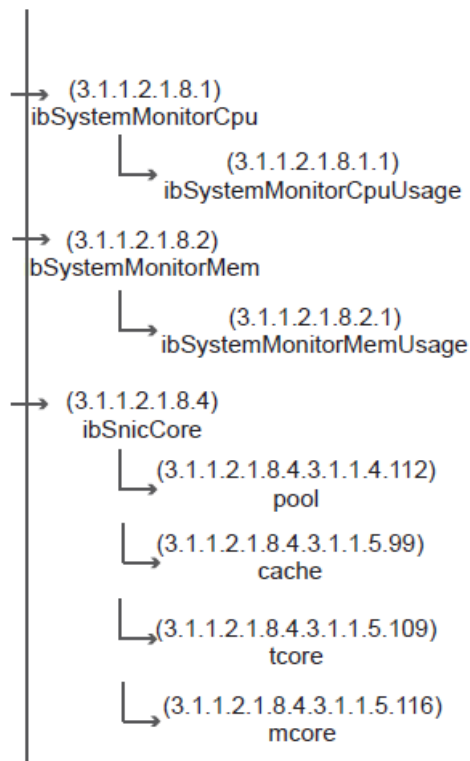 (3.1.1.2.1.8.1)
ibSystemMonitorCpu
(3.1.1.2.1.8.1.1)
ibSystemMonitorCpuUsage
(3.1.1.2.1.8.2)
bSystemMonitorMem
(3.1.1.2.1.8.2.1)
ibSystemMonitorMemUsage
(3.1.1.2.1.8.4)
ibSnicCore
(3.1.1.2.1.8.4.3.1.1.4.112)
pool
(3.1.1.2.1.8.4.3.1.1.5.99)
cache
(3.1.1.2.1.8.4.3.1.1.5.109)
tcore
(3.1.1.2.1.8.4.3.1.1.5.116)
mcore